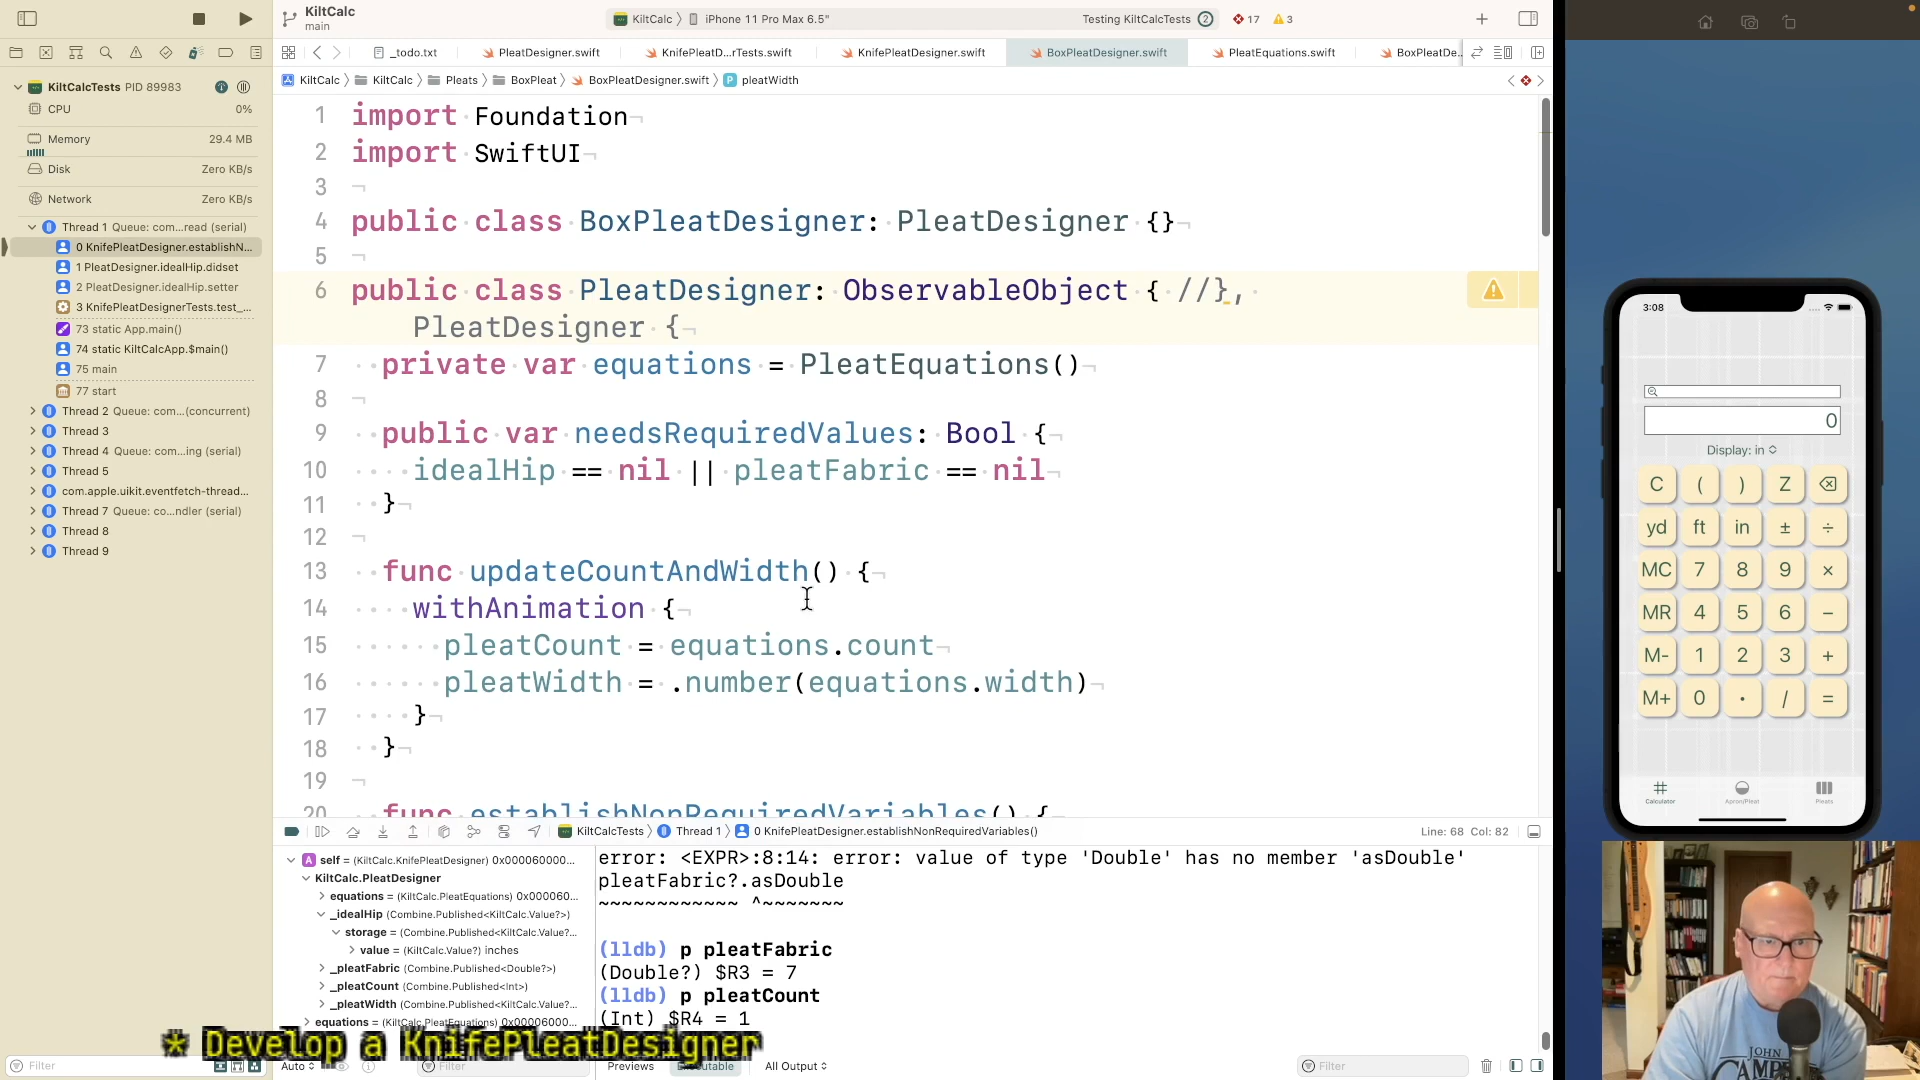 KiltCalc
main
KiltCalc
iPhone 11 Pro Max 6.5"
Testing KiltCalcTests
2
17
3
_todo.txt
PleatDesigner.swift
KnifePleatD...rTests.swift
KnifePleatDesigner.swift
BoxPleatDesigner.swift
PleatEquations.swift
BoxPleatDe...
KiltCalc
KiltCalc
Pleats
BoxPleat
BoxPleatDesigner.swift
P
pleatWidth
KiltCalcTests PID 89983
CPU
0%
Memory
29.4 MB
Disk
Zero KB/s
Network
Zero KB/s
Thread 1 Queue: com...read (serial)
0 KnifePleatDesigner.establishN...
1 PleatDesigner.idealHip.didset
2 PleatDesigner.idealHip.setter
3 KnifePleatDesignerTests.test_...
73 static App.main()
74 static KiltCalcApp.$main()
75 main
77 start
Thread 2 Queue: com...(concurrent)
Thread 3
Thread 4 Queue: com...ing (serial)
Thread 5
com.apple.uikit.eventfetch-thread...
Thread 7 Queue: co...ndler (serial)
Thread 8
Thread 9
1 import Foundation
2 import SwiftUI
3
4 public class BoxPleatDesigner: PleatDesigner {}
5
6 public class PleatDesigner: ObservableObject { //},
PleatDesigner {
7 private var equations = PleatEquations()
8
9 public var needsRequiredValues: Bool {
10 idealHip == nil || pleatFabric == nil
11 }
12
13 func updateCountAndWidth() {
14 withAnimation {
15 pleatCount = equations.count
16 pleatWidth = .number(equations.width)
17 }
18 }
19
20 func establishNonRequiredVariables() {
KiltCalcTests
Thread 1
0 KnifePleatDesigner.establishNonRequiredVariables()
Line: 68 Col: 82
A self = (KiltCalc.KnifePleatDesigner) 0x000060000...
KiltCalc.PleatDesigner
equations = (KiltCalc.PleatEquations) 0x000060...
_idealHip (Combine.Published<KiltCalc.Value?>)
storage = (Combine.Published<KiltCalc.Value?...
value = (KiltCalc.Value?) inches
_pleatFabric (Combine.Published<Double?>)
_pleatCount (Combine.Published<Int>)
_pleatWidth (Combine.Published<KiltCalc.Value?...
equations = (KiltCalc.PleatEquations) 0x6000...
error: <EXPR>:8:14: error: value of type 'Double' has no member 'asDouble'
pleatFabric?.asDouble
~~~~~~~~~~~~ ^~~~~~~~
(lldb) p pleatFabric
(Double?) $R3 = 7
(lldb) p pleatCount
(Int) $R4 = 1
* Develop a KnifePleatDesigner
Filter
Auto
Filter
Previews
Executable
All Output
Filter
3:08
0
Display: in
C ( ) Z
yd ft in ± ÷
MC 7 8 9 ×
MR 4 5 6 −
M- 1 2 3 +
M+ 0 . / =
Calculator
Apron/Pleat
Pleats
JOHN